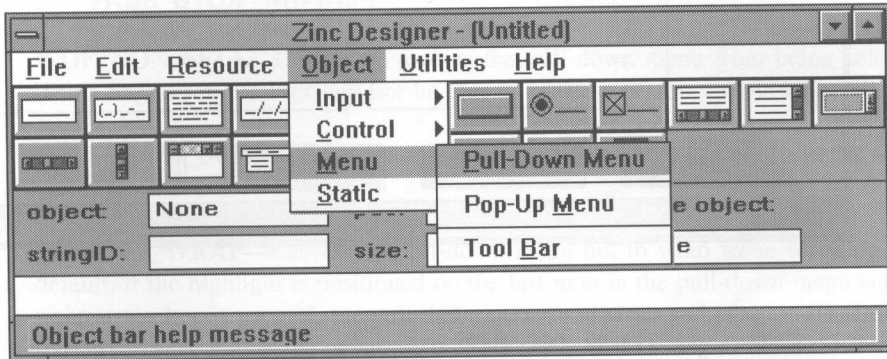 Zinc Designer - (Untitled)
File Edit Resource Object Utilities Help
Input
Control
Menu
Static
Pull-Down Menu
Pop-Up Menu
Tool Bar
object: None e object:
stringID: size: e
Object bar help message